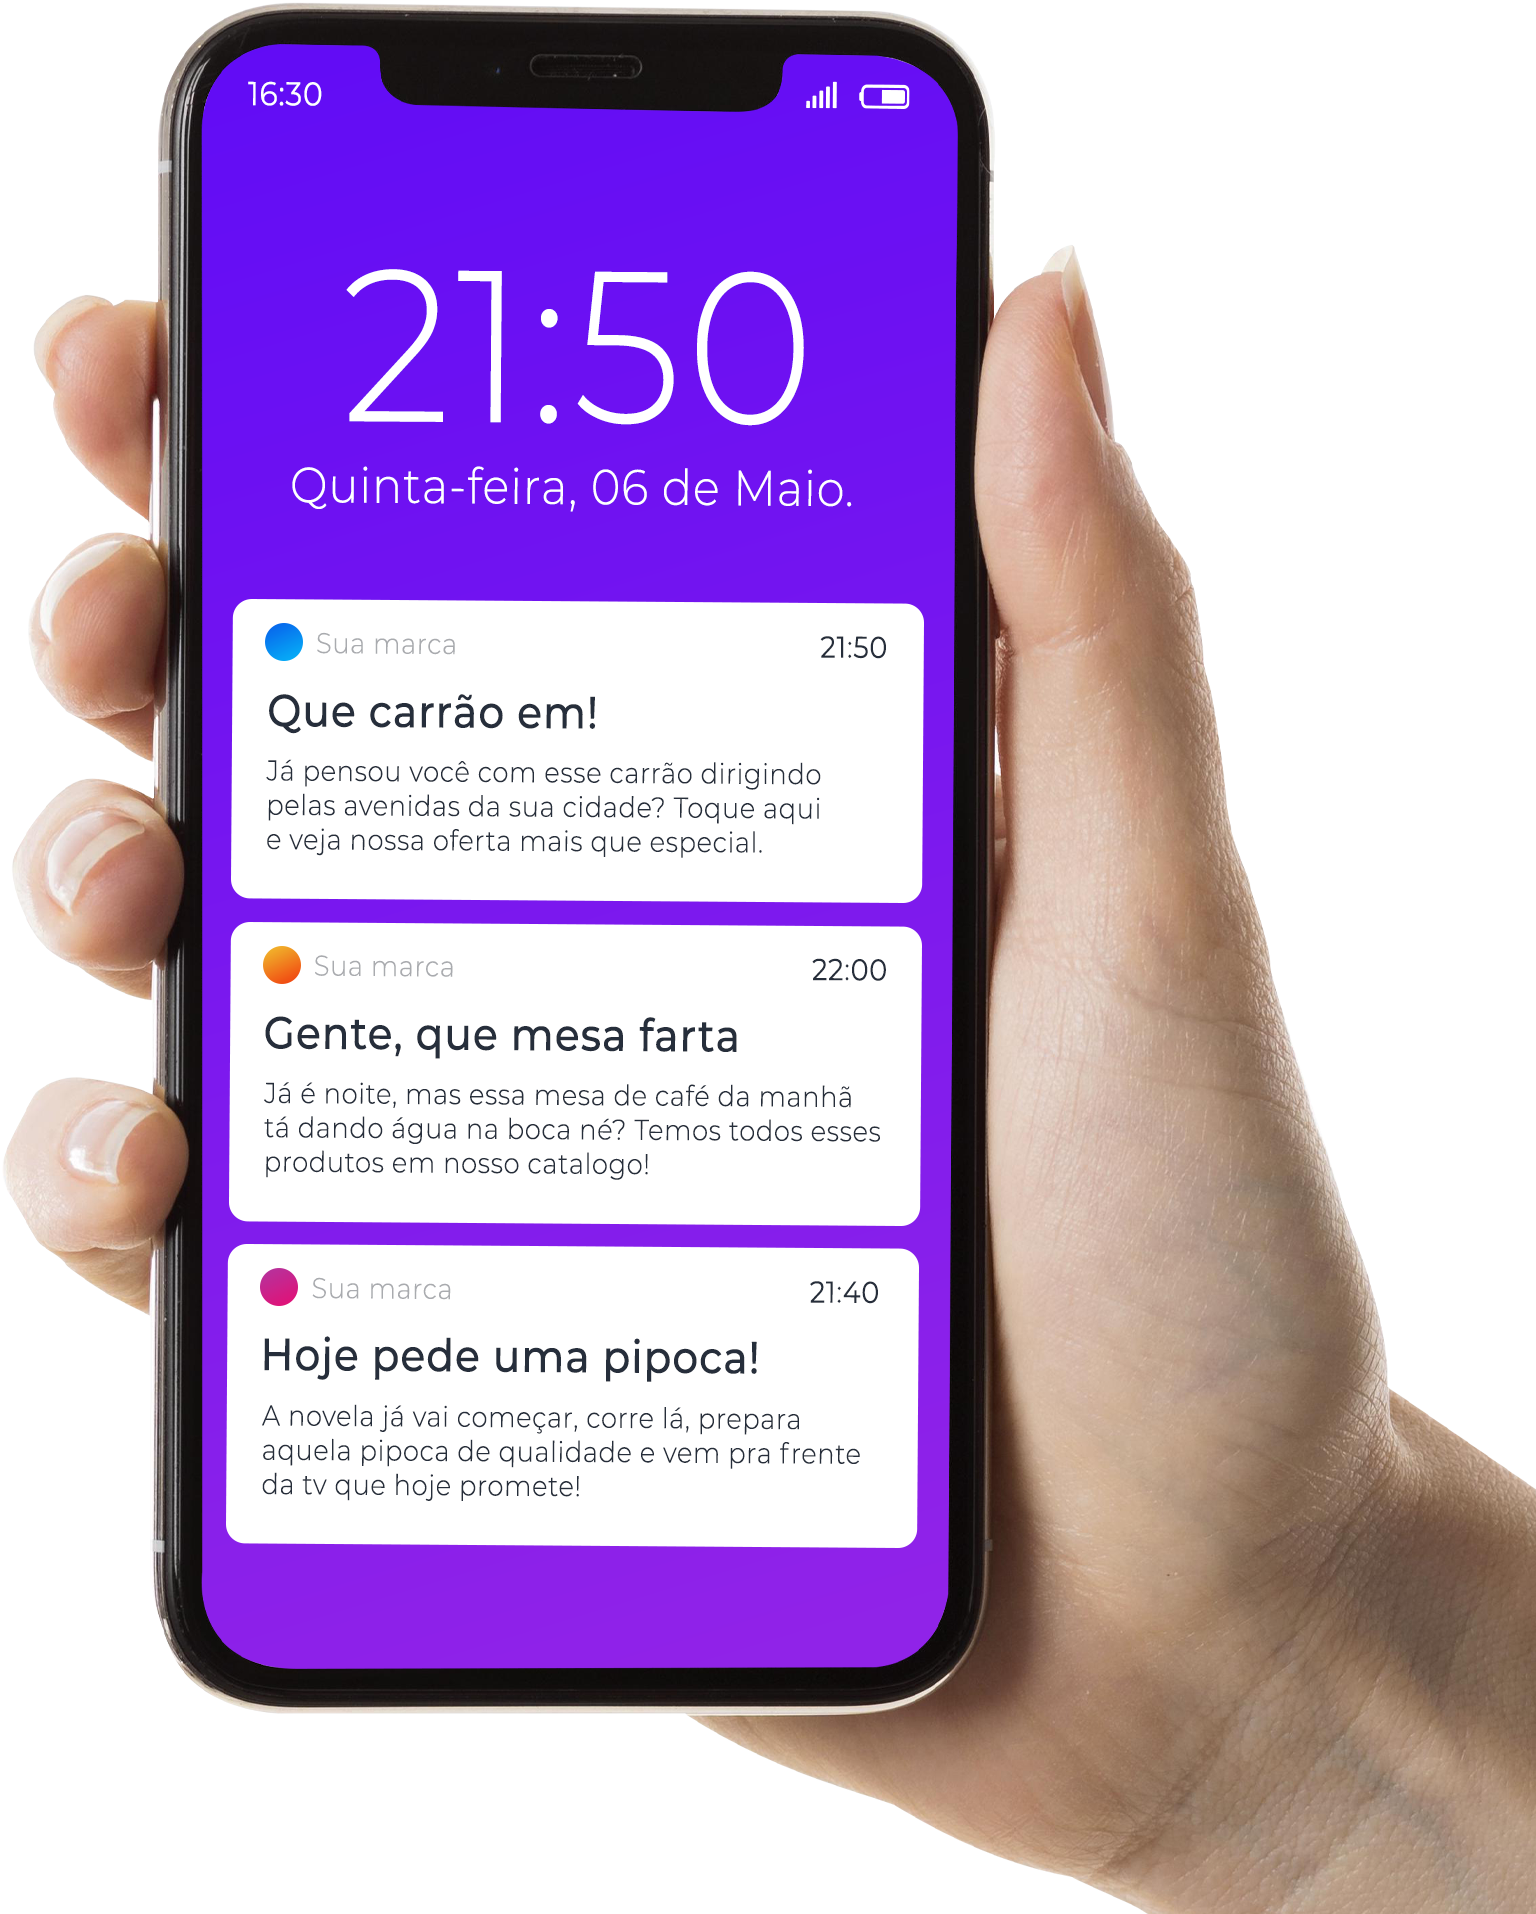 16:30
21:50
Quinta-feira, 06 de Maio.
Sua marca 21:50
Que carrão em!
Já pensou você com esse carrão dirigindo
pelas avenidas da sua cidade? Toque aqui
e veja nossa oferta mais que especial.
Sua marca 22:00
Gente, que mesa farta
Já é noite, mas essa mesa de café da manhã
tá dando água na boca né? Temos todos esses
produtos em nosso catalogo!
Sua marca 21:40
Hoje pede uma pipoca!
A novela já vai começar, corre lá, prepara
aquela pipoca de qualidade e vem pra frente
da tv que hoje promete!